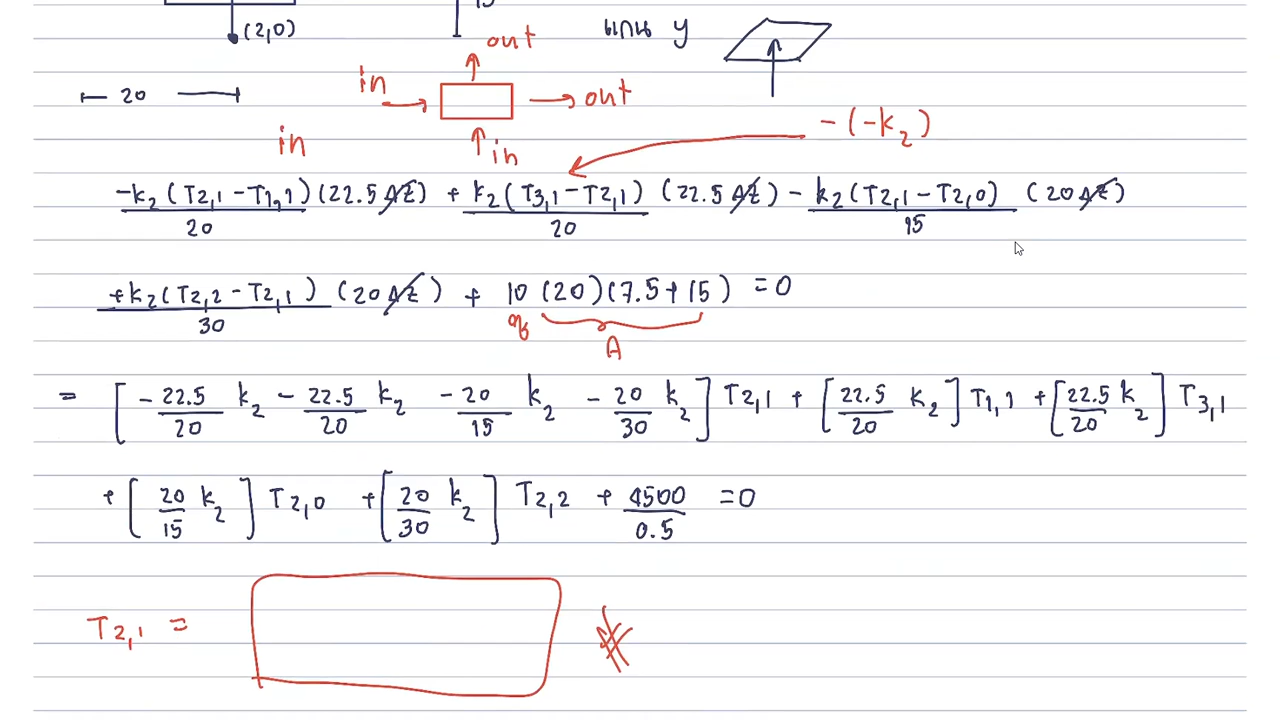 (2,0) 15 แกน y
out
20 in out
in in -(-k₂)
-k₂(T2,1-T1,1)/20 (22.5ΔZ) + k₂(T3,1-T2,1)/20 (22.5ΔZ) - k₂(T2,1-T2,0)/15 (20ΔZ)
+k₂(T2,2-T2,1)/30 (20ΔZ) + 10(20)(7.5+15) = 0
q A
= [-22.5/20 k₂ - 22.5/20 k₂ - 20/15 k₂ - 20/30 k₂] T2,1 + [22.5/20 K₂] T1,1 + [22.5/20 k₂] T3,1
+ [20/15 k₂] T2,0 + [20/30 k₂] T2,2 + 4500/0.5 = 0
T2,1 =